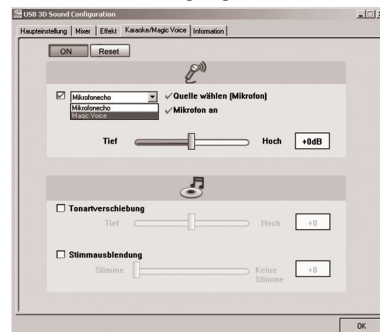 USB 3D Sound Configuration
Haupteinstellung Mixer Effekt Karaoke/Magic Voice Information
ON Reset
Mikrofonecho Quelle wählen (Mikrofon)
Mikrofonecho
Magic Voice Mikrofon an
Tief Hoch +0dB
Tonartverschiebung
Tief Hoch +0
Stimmausblendung
Stimme Keine Stimme +0
OK